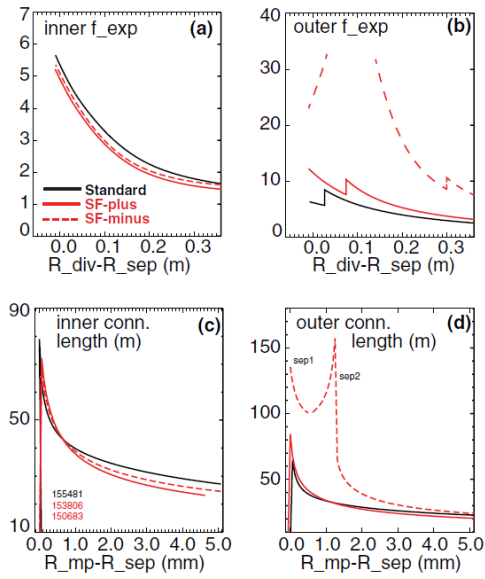 inner f_exp
(a)
7
6
5
4
3
2
1
0
Standard
SF-plus
SF-minus
0.0 0.1 0.2 0.3
R_div-R_sep (m)
outer f_exp
(b)
40
30
20
10
0
0.0 0.1 0.2 0.3
R_div-R_sep (m)
inner conn.
(c) length (m)
90
50
10
155481
153806
150683
0.0 1.0 2.0 3.0 4.0 5.0
R_mp-R_sep (mm)
outer conn.
length (m) (d)
150
100
50
sep1
sep2
0.0 1.0 2.0 3.0 4.0 5.0
R_mp-R_sep (mm)